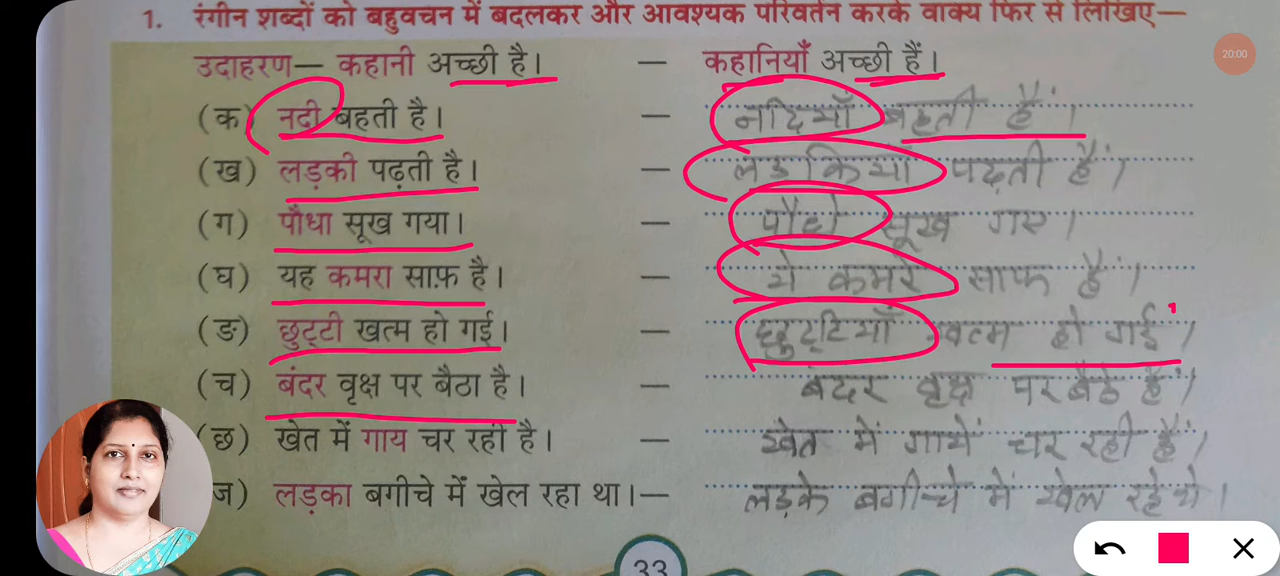 1. रंगीन शब्दों को बहुवचन में बदलकर और आवश्यक परिवर्तन करके वाक्य फिर से लिखिए—
20:00
उदाहरण— कहानी अच्छी है। — कहानियाँ अच्छी हैं।
(क) नदी बहती है। — नदियाँ बहती हैं।
(ख) लड़की पढ़ती है। — लडकियाँ पढ़ती हैं।
(ग) पौधा सूख गया। — पौधे सूख गए।
(घ) यह कमरा साफ़ है। — ये कमरे साफ हैं।
(ङ) छुट्टी खत्म हो गई। — छुट्टियाँ खत्म हो गई।
(च) बंदर वृक्ष पर बैठा है। — बंदर वृक्ष पर बैठे हैं।
(छ) खेत में गाय चर रही है। — खेत में गायें चर रही हैं।
ज) लड़का बगीचे में खेल रहा था।— लड़के बगीचे में खेल रहे थे।
33